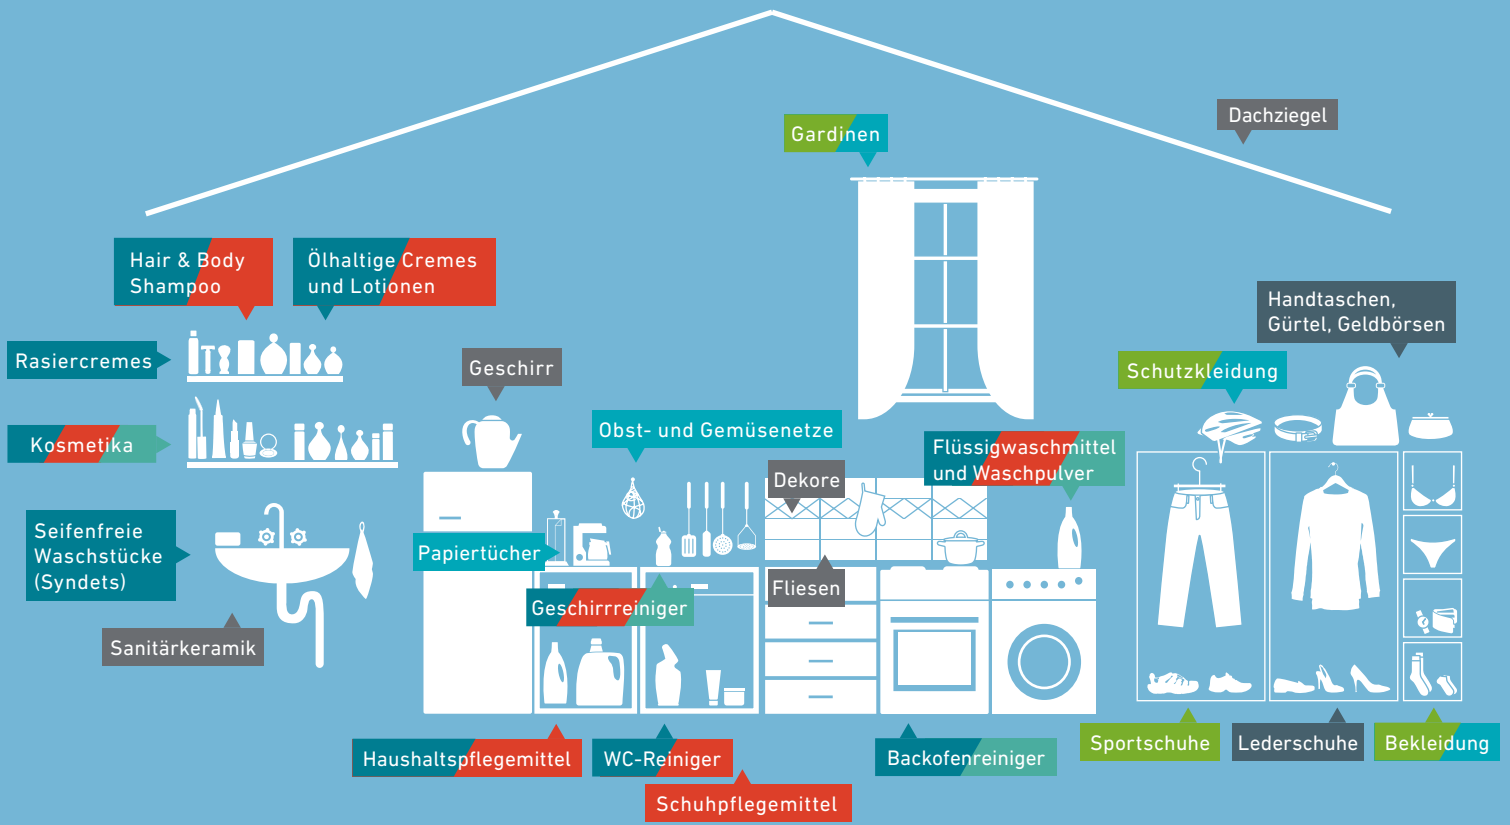 Dachziegel
Gardinen
Hair & Body
Shampoo
Ölhaltige Cremes
und Lotionen
Handtaschen,
Gürtel, Geldbörsen
Rasiercremes
Geschirr
Schutzkleidung
Kosmetika
Obst- und Gemüsenetze
Flüssigwaschmittel
und Waschpulver
Dekore
Seifenfreie
Waschstücke
(Syndets)
Papiertücher
Fliesen
Geschirrreiniger
Sanitärkeramik
Haushaltspflegemittel
WC-Reiniger
Backofenreiniger
Sportschuhe
Lederschuhe
Bekleidung
Schuhpflegemittel